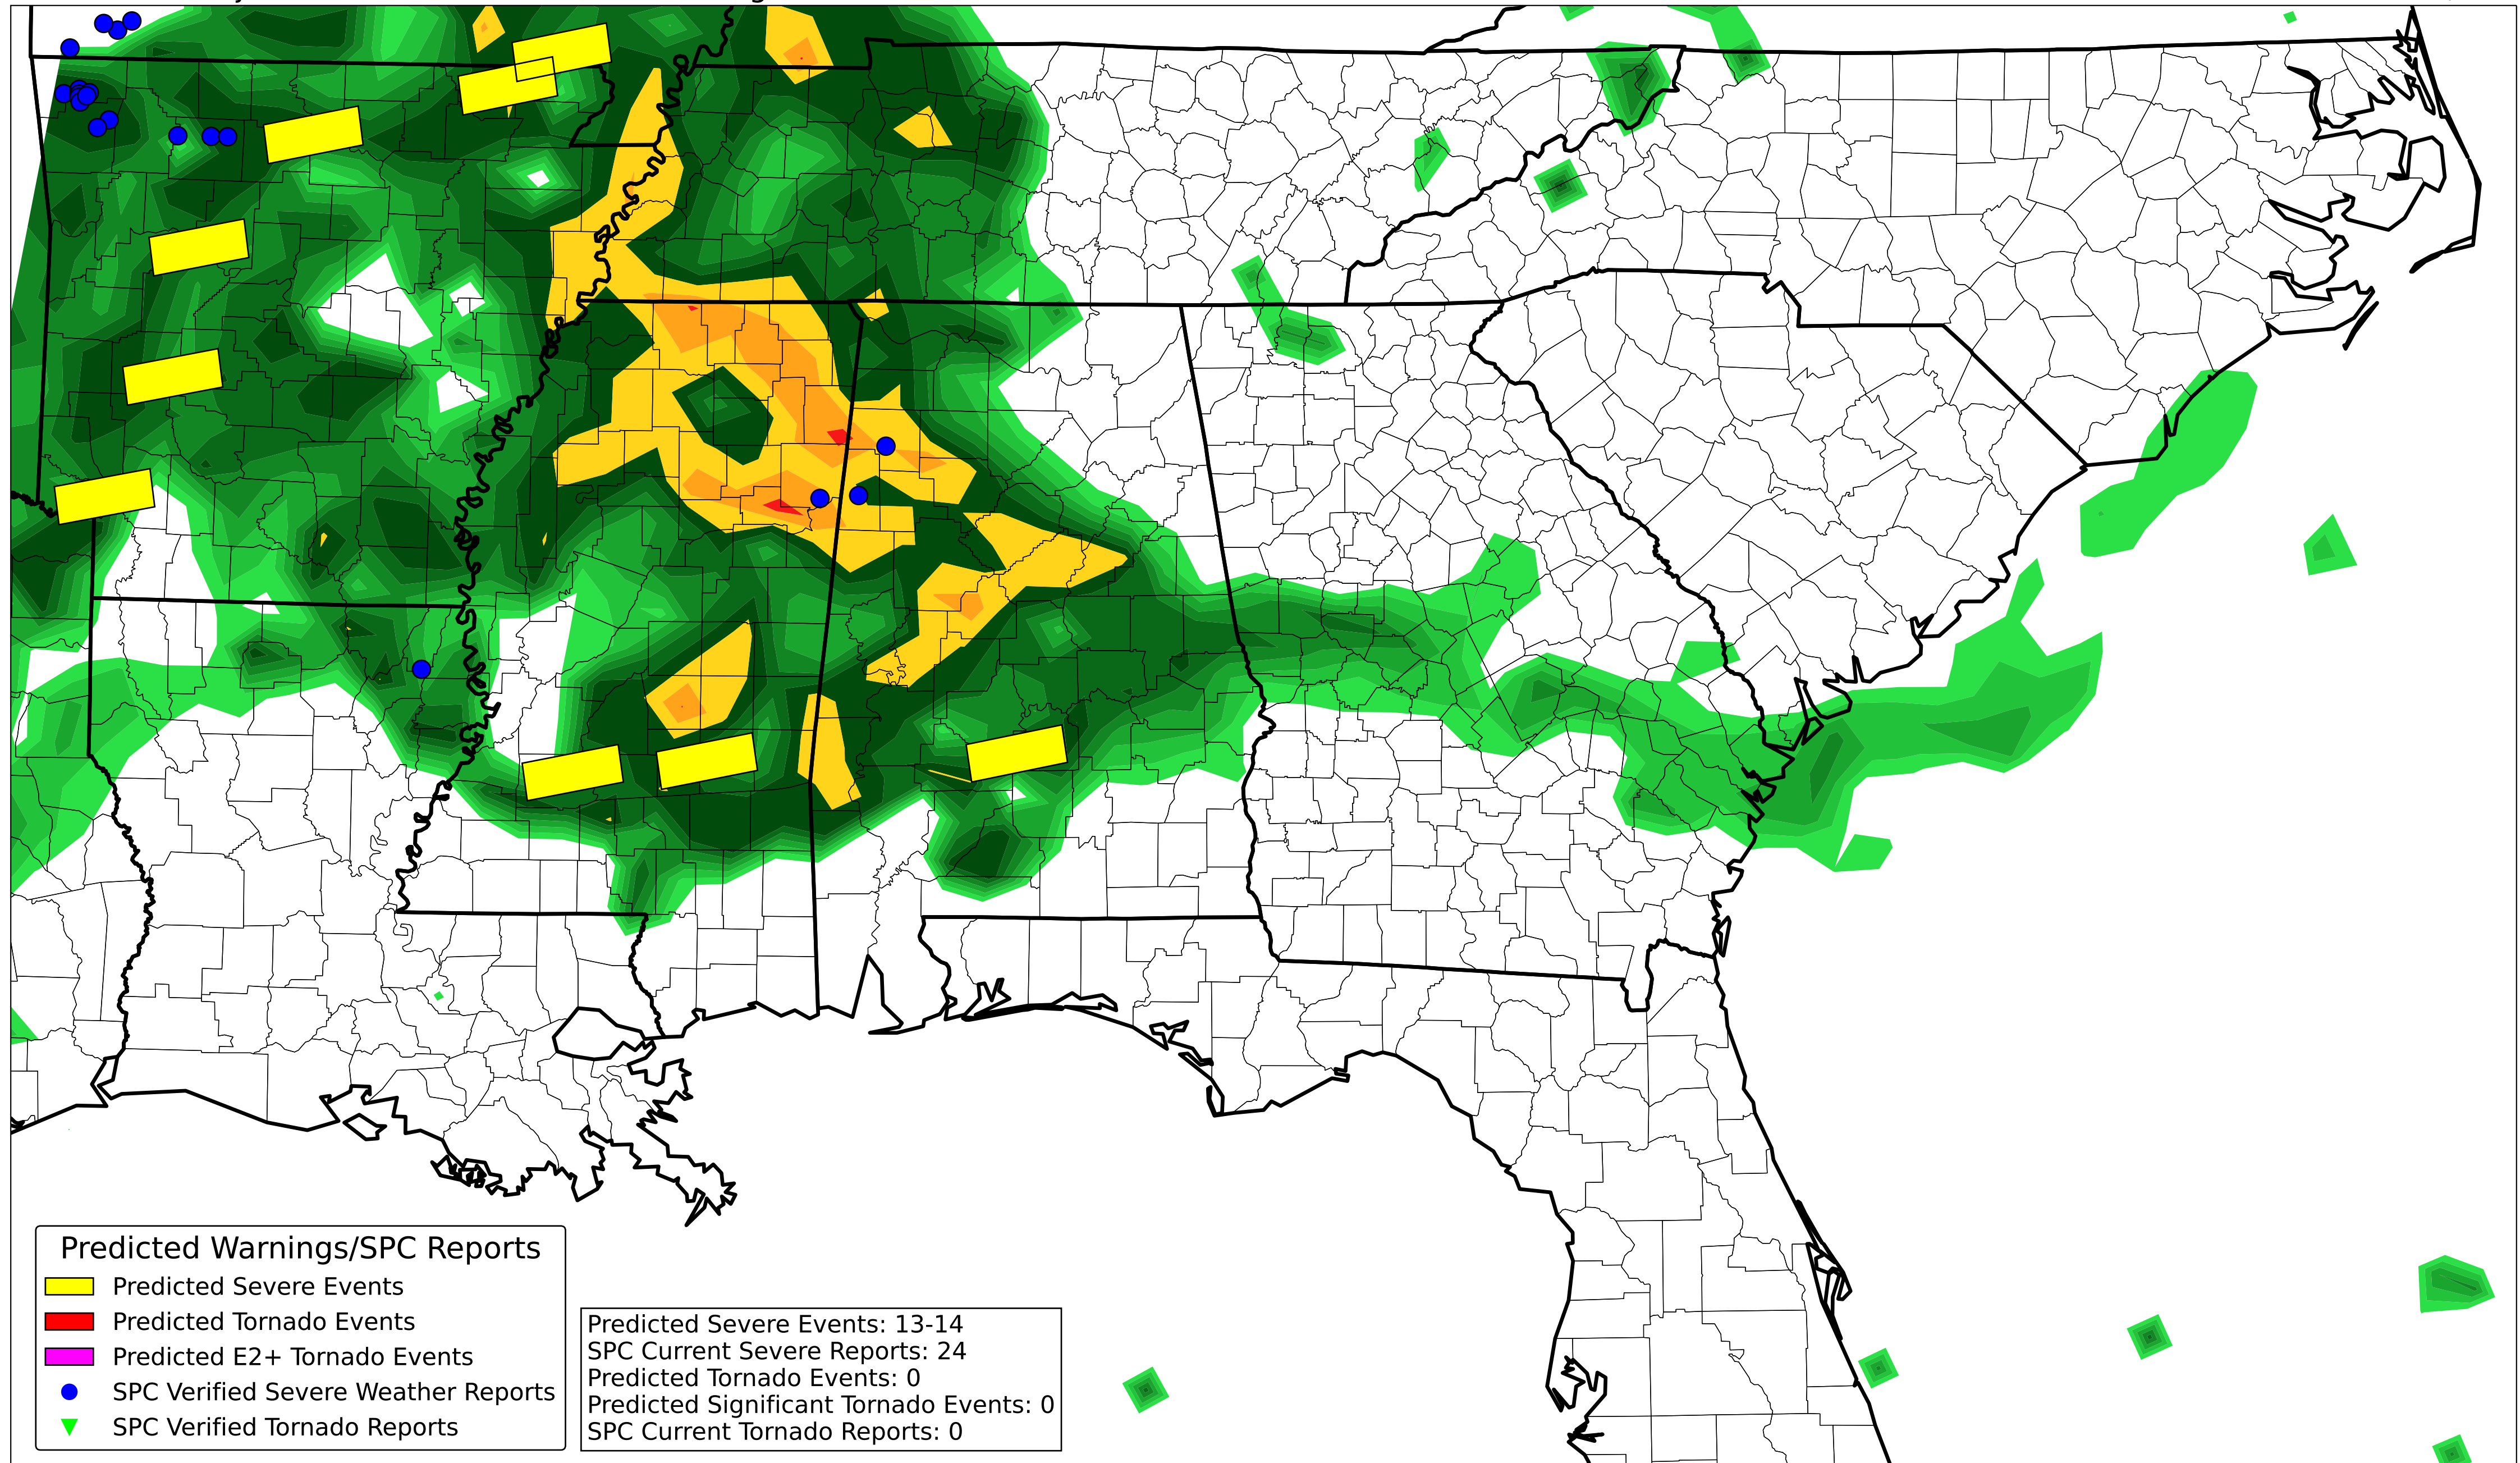 Predicted Warnings/SPC Reports
Predicted Severe Events
Predicted Tornado Events
Predicted E2+ Tornado Events
SPC Verified Severe Weather Reports
SPC Verified Tornado Reports
Predicted Severe Events: 13-14
SPC Current Severe Reports: 24
Predicted Tornado Events: 0
Predicted Significant Tornado Events: 0
SPC Current Tornado Reports: 0